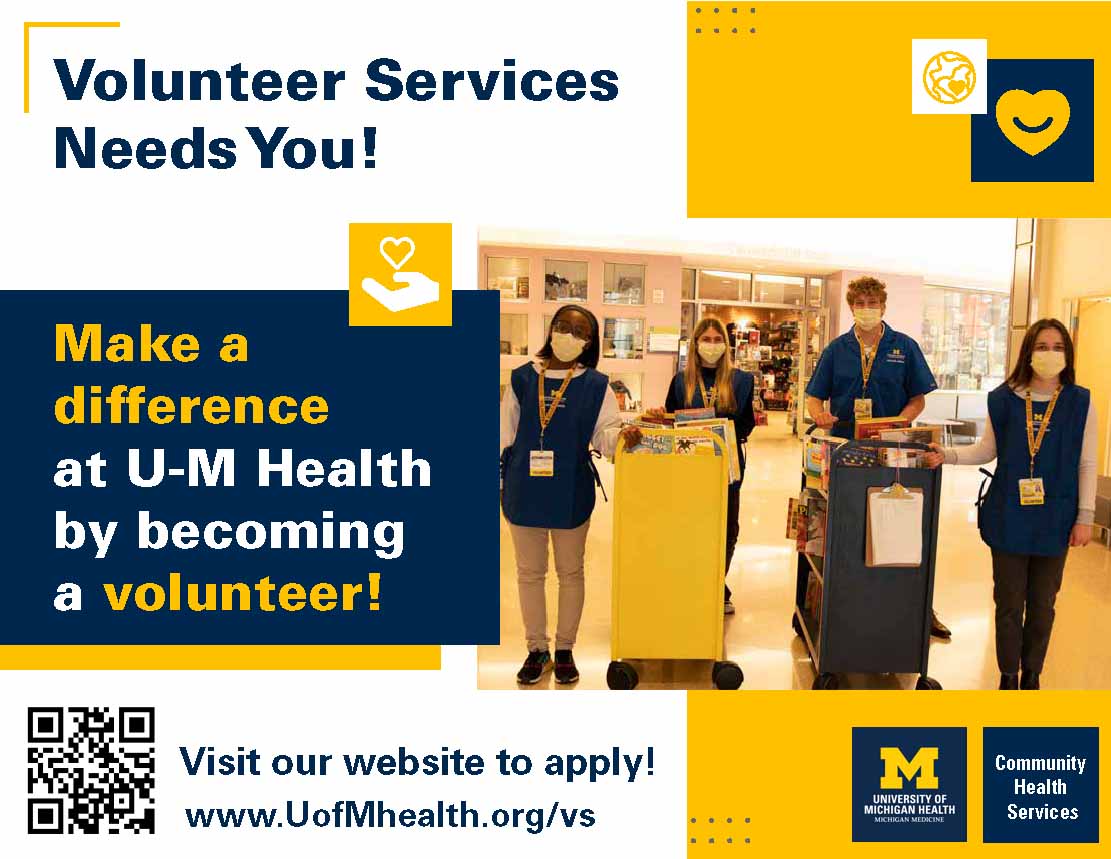 Volunteer Services
Needs You!
Make a
difference
at U-M Health
by becoming
a volunteer!
Visit our website to apply!
www.UofMhealth.org/vs
M
UNIVERSITY OF
MICHIGAN HEALTH
MICHIGAN MEDICINE
Community
Health
Services